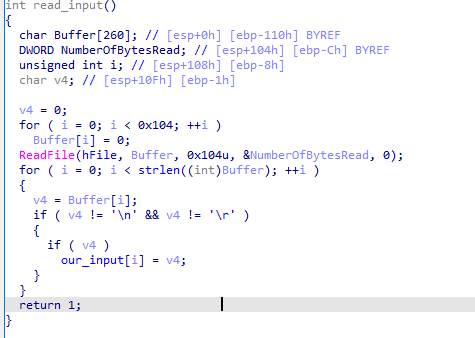 int read_input()
{
char Buffer[260]; // [esp+0h] [ebp-110h] BYREF
DWORD NumberOfBytesRead; // [esp+104h] [ebp-Ch] BYREF
unsigned int i; // [esp+108h] [ebp-8h]
char v4; // [esp+10Fh] [ebp-1h]
v4 = 0;
for ( i = 0; i < 0x104; ++i )
Buffer[i] = 0;
ReadFile(hFile, Buffer, 0x104u, &NumberOfBytesRead, 0);
for ( i = 0; i < strlen((int)Buffer); ++i )
{
v4 = Buffer[i];
if ( v4 != '\n' && v4 != '\r' )
{
if ( v4 )
our_input[i] = v4;
}
}
return 1;
}